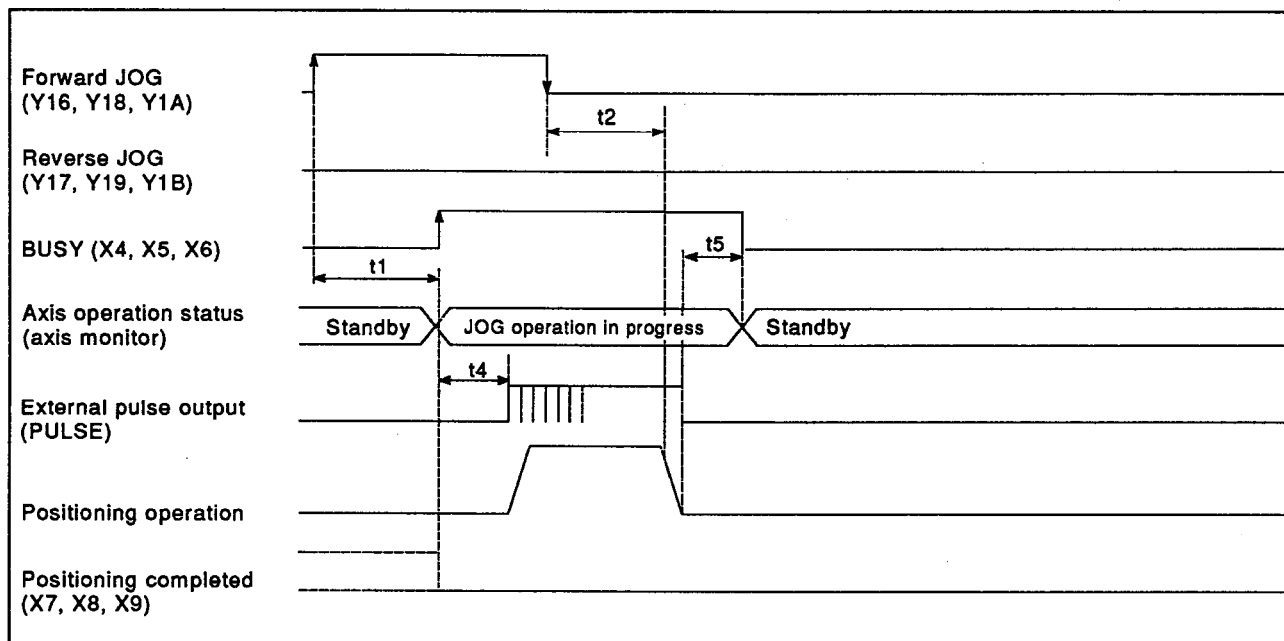 Forward JOG
(Y16, Y18, Y1A)
t2
Reverse JOG
(Y17, Y19, Y1B)
BUSY (X4, X5, X6)
t1
t5
Axis operation status
(axis monitor)
Standby
JOG operation in progress
Standby
t4
External pulse output
(PULSE)
Positioning operation
Positioning completed
(X7, X8, X9)